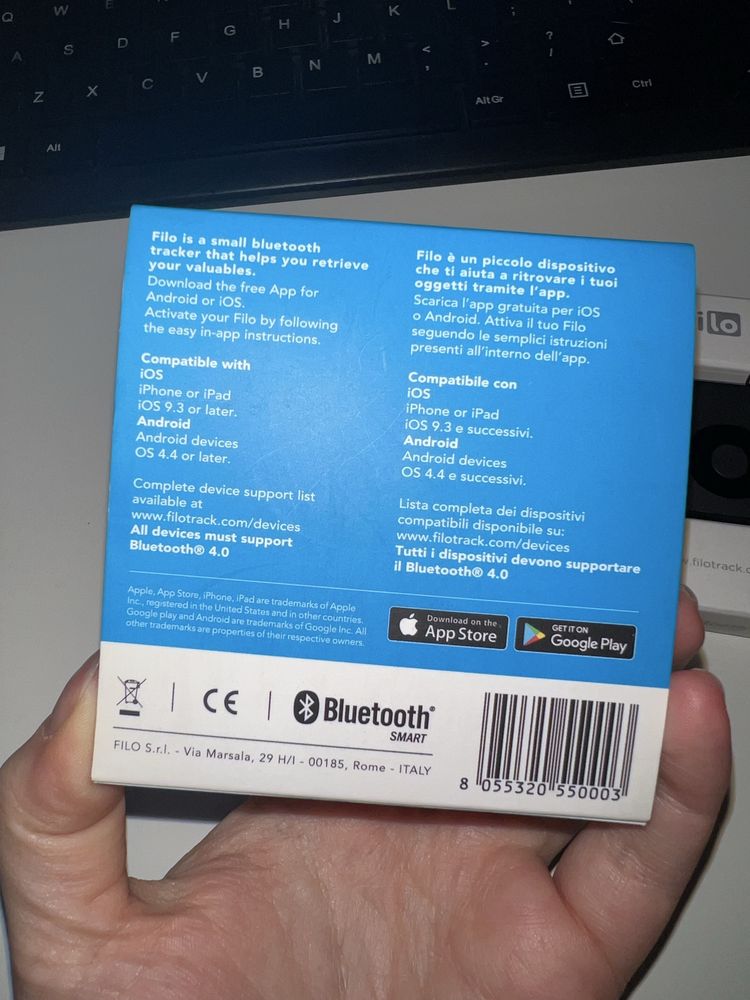 Q W E R T Y U I O P
A S D F G H J K L ;
Z X C V B N M < , > . ? /
Alt Alt Gr Ctrl
Filo is a small bluetooth
tracker that helps you retrieve
your valuables.
Download the free App for
Android or iOS.
Activate your Filo by following
the easy in-app instructions.
Compatible with
iOS
iPhone or iPad
iOS 9.3 or later.
Android
Android devices
OS 4.4 or later.
Complete device support list
available at
www.filotrack.com/devices
All devices must support
Bluetooth® 4.0
Filo è un piccolo dispositivo
che ti aiuta a ritrovare i tuoi
oggetti tramite l'app.
Scarica l'app gratuita per iOS
o Android. Attiva il tuo Filo
seguendo le semplici istruzioni
presenti all'interno dell'app.
Compatibile con
iOS
iPhone or iPad
iOS 9.3 e successivi.
Android
Android devices
OS 4.4 e successivi.
Lista completa dei dispositivi
compatibili disponibile su:
www.filotrack.com/devices
Tutti i dispositivi devono supportare
il Bluetooth® 4.0
Apple, App Store, iPhone, iPad are trademarks of Apple
Inc., registered in the United States and in other countries.
Google play and Android are trademarks of Google Inc. All
other trademarks are properties of their respective owners.
Download on the
App Store
GET IT ON
Google Play
CE
Bluetooth®
SMART
FILO S.r.l. - Via Marsala, 29 H/I - 00185, Rome - ITALY
8 055320 550003
ilo
.filotrack.c